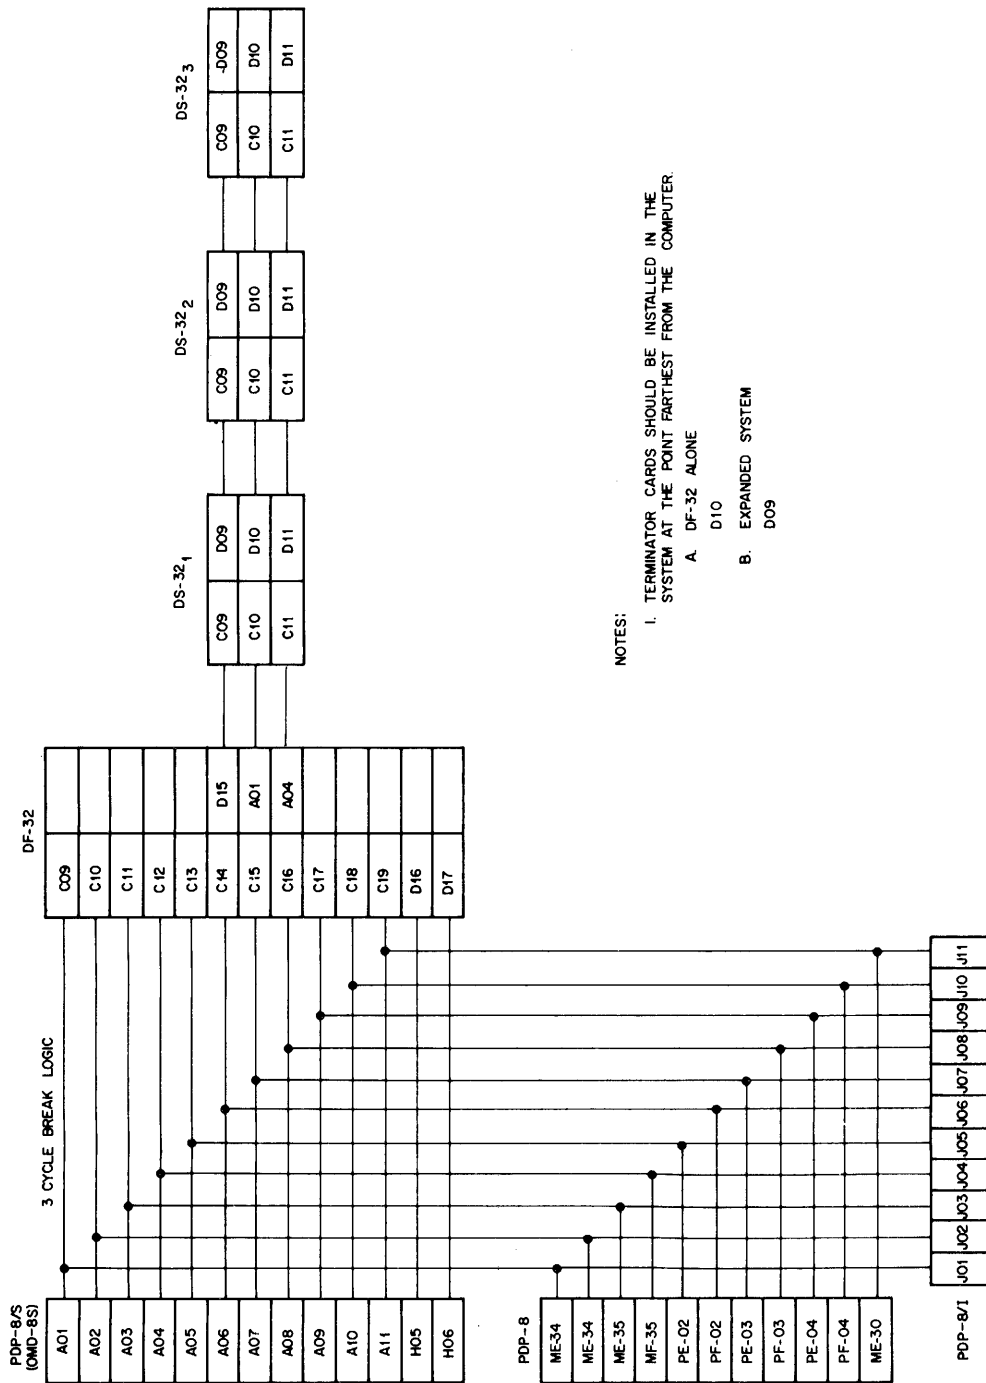 3 CYCLE BREAK LOGIC
PDP-8/S
(OMD-8S)
A01
A02
A03
A04
A05
A06
A07
A08
A09
A10
A11
H05
H06
DF-32
C09
C10
C11
C12
C13
C14 D15
C15 A01
C16 A04
C17
C18
C19
D16
D17
DS-32 1
C09 D09
C10 D10
C11 D11
DS-32 2
C09 D09
C10 D10
C11 D11
DS-32 3
C09 -D09
C10 D10
C11 D11
PDP-8
ME-34
ME-34
ME-35
MF-35
PE-02
PF-02
PE-03
PF-03
PE-04
PF-04
ME-30
PDP-8/I
J01 J02 J03 J04 J05 J06 J07 J08 J09 J10 J11
NOTES:
1. TERMINATOR CARDS SHOULD BE INSTALLED IN THE
SYSTEM AT THE POINT FARTHEST FROM THE COMPUTER.
A. DF-32 ALONE
D10
B. EXPANDED SYSTEM
D09